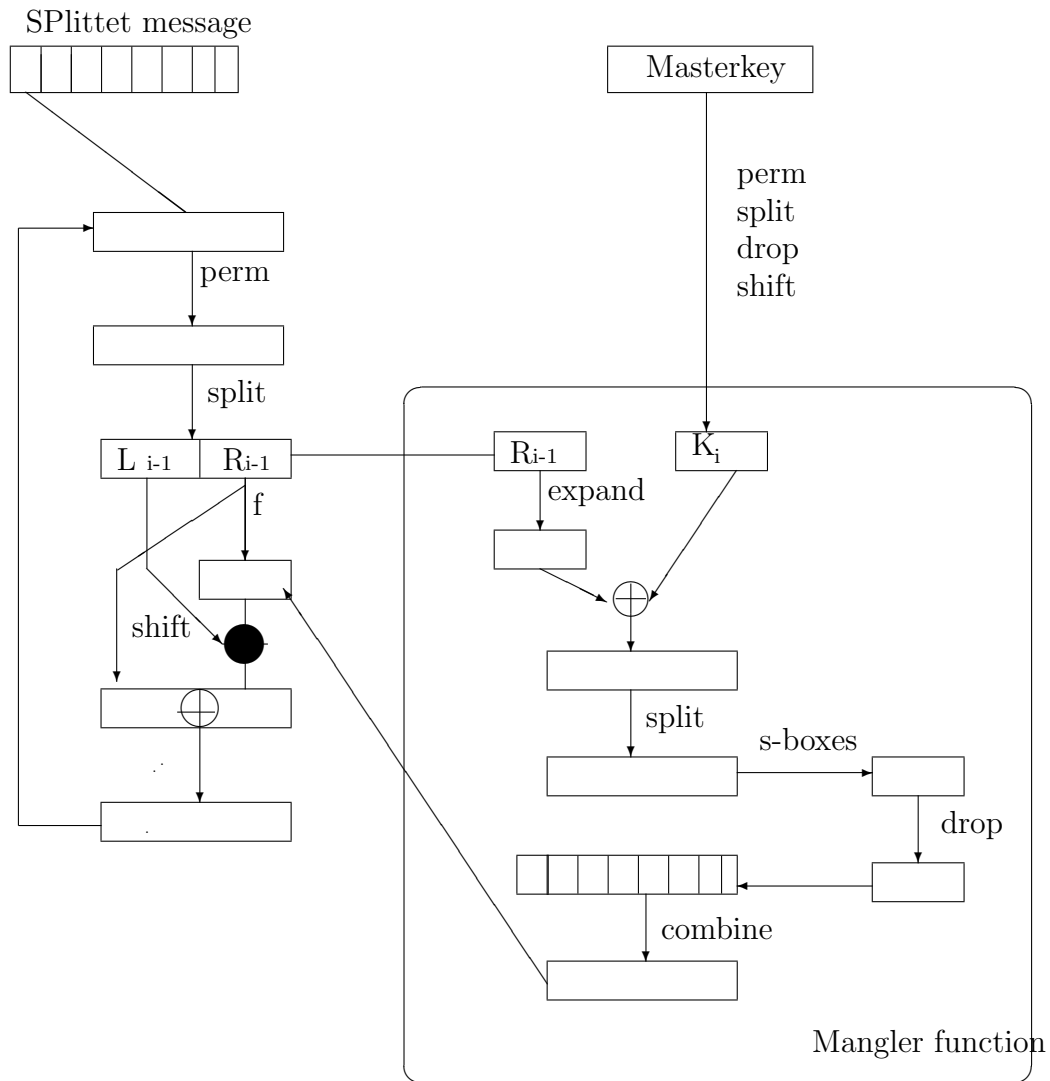 SPlittet message
Masterkey
perm
split
drop
shift
perm
split
L i-1
Ri-1
Ri-1
Ki
f
expand
shift
split
s-boxes
drop
combine
Mangler function